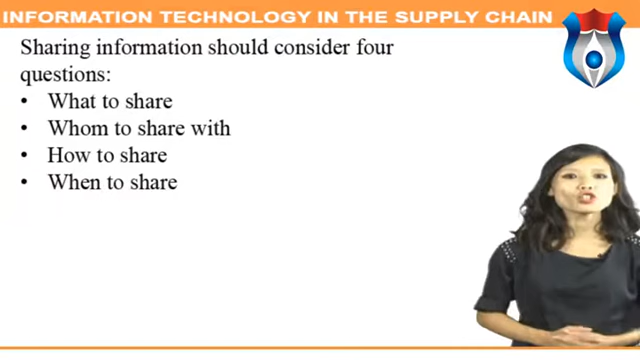 INFORMATION TECHNOLOGY IN THE SUPPLY CHAIN
Sharing information should consider four
questions:
• What to share
• Whom to share with
• How to share
• When to share